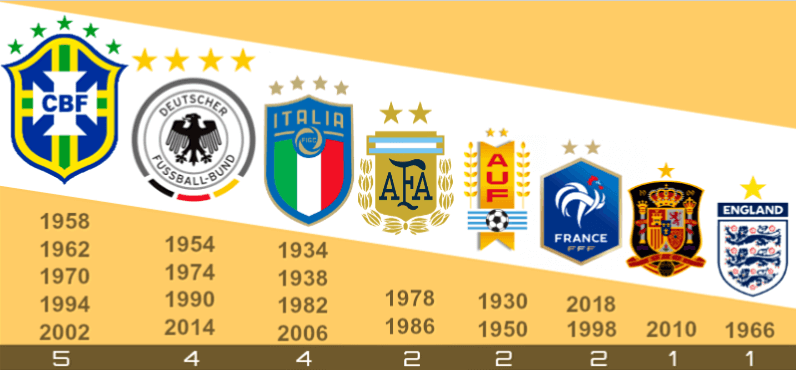 CBF
DEUTSCHER
FUSSBALL-BUND
ITALIA
FIGC
AFA
AUF
FRANCE
FFF
ENGLAND
1958
1962
1970
1994
2002
1954
1974
1990
2014
1934
1938
1982
2006
1978
1986
1930
1950
2018
1998
2010
1966
5 4 4 2 2 2 1 1